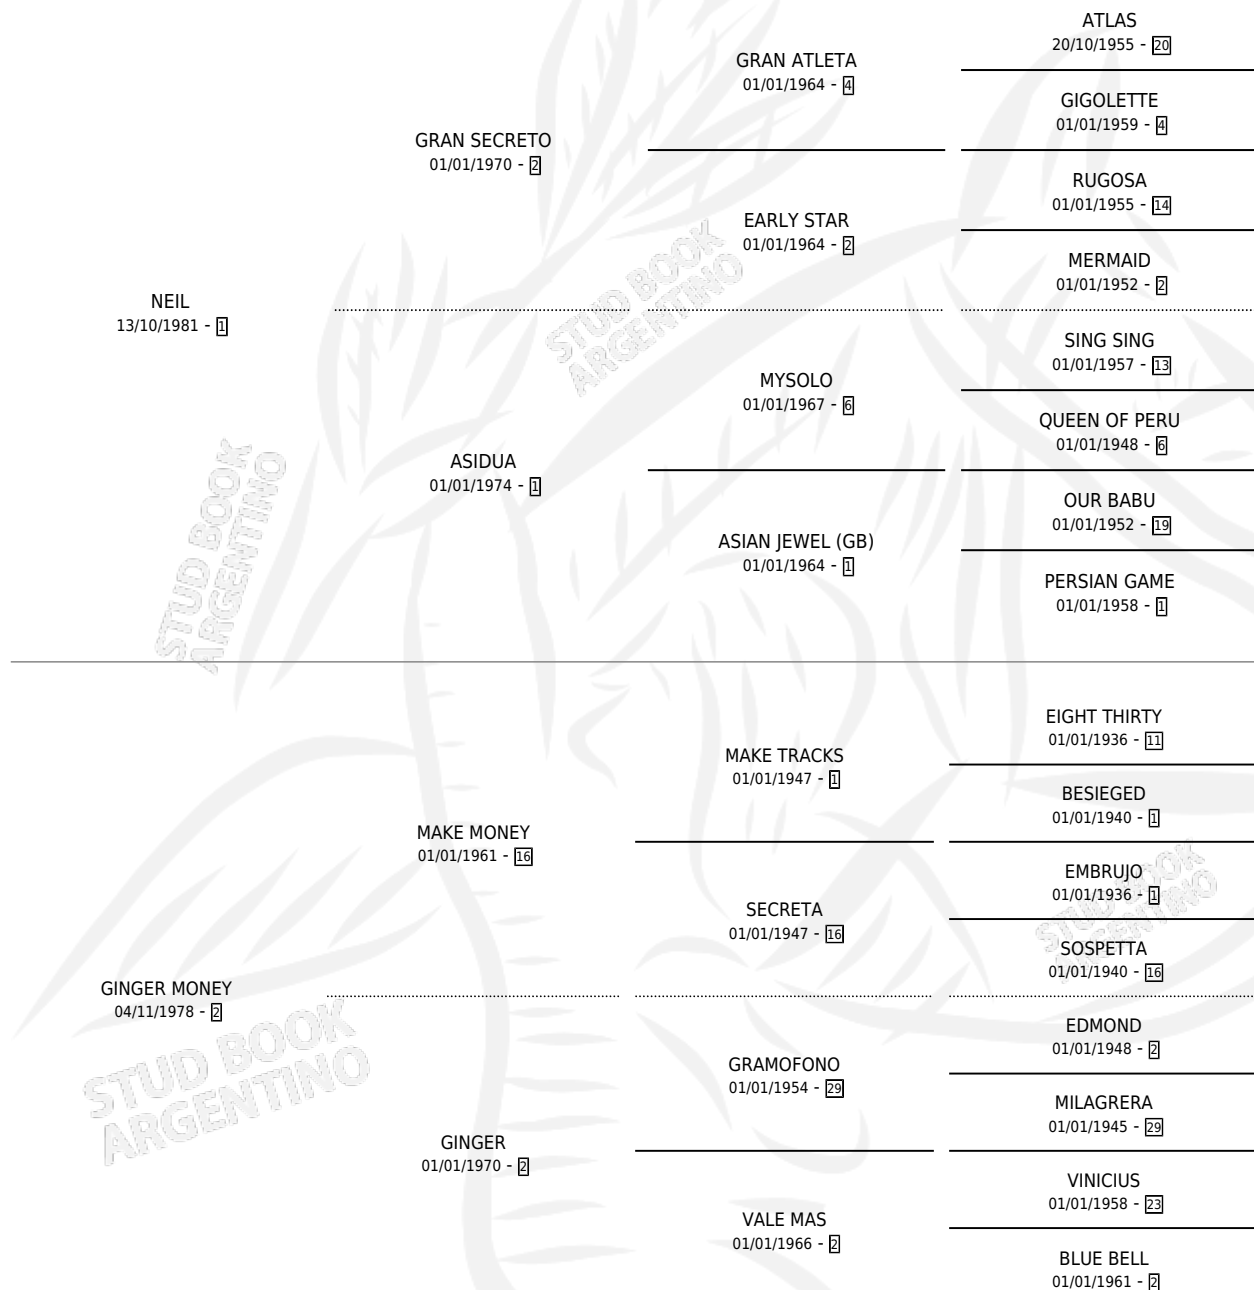 ATLAS
20/10/1955 - 20
GRAN ATLETA
01/01/1964 - 4
GIGOLETTE
01/01/1959 - 4
GRAN SECRETO
01/01/1970 - 2
RUGOSA
01/01/1955 - 14
EARLY STAR
01/01/1964 - 2
MERMAID
01/01/1952 - 2
NEIL
13/10/1981 - 1
SING SING
01/01/1957 - 13
MYSOLO
01/01/1967 - 6
QUEEN OF PERU
01/01/1948 - 6
ASIDUA
01/01/1974 - 1
OUR BABU
01/01/1952 - 19
ASIAN JEWEL (GB)
01/01/1964 - 1
PERSIAN GAME
01/01/1958 - 1
EIGHT THIRTY
01/01/1936 - 11
MAKE TRACKS
01/01/1947 - 1
BESIEGED
01/01/1940 - 1
MAKE MONEY
01/01/1961 - 16
EMBRUJO
01/01/1936 - 1
SECRETA
01/01/1947 - 16
SOSPETTA
01/01/1940 - 16
GINGER MONEY
04/11/1978 - 2
EDMOND
01/01/1948 - 2
GRAMOFONO
01/01/1954 - 29
MILAGRERA
01/01/1945 - 29
GINGER
01/01/1970 - 2
VINICIUS
01/01/1958 - 23
VALE MAS
01/01/1966 - 2
BLUE BELL
01/01/1961 - 2
STUD BOOK
ARGENTINO
STUD BOOK
ARGENTINO
STUD BOOK
ARGENTINO
STUD BOOK
ARGENTINO